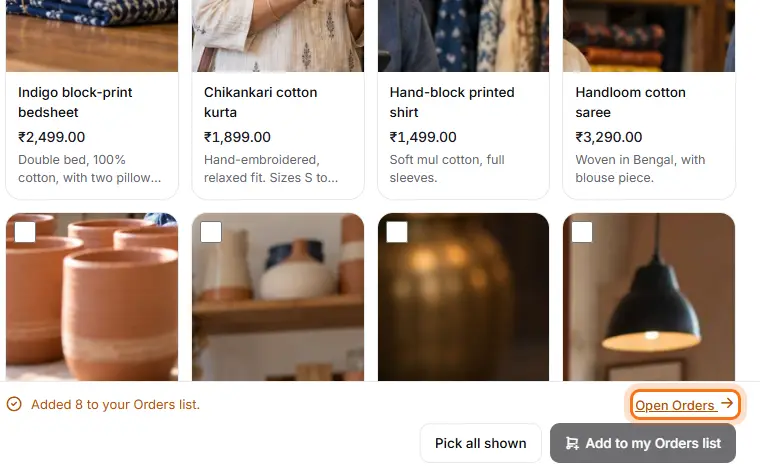 Indigo block-print
bedsheet
₹2,499.00
Double bed, 100%
cotton, with two pillow...
Chikankari cotton
kurta
₹1,899.00
Hand-embroidered,
relaxed fit. Sizes S to...
Hand-block printed
shirt
₹1,499.00
Soft mul cotton, full
sleeves.
Handloom cotton
saree
₹3,290.00
Woven in Bengal, with
blouse piece.
Added 8 to your Orders list.
Open Orders →
Pick all shown
Add to my Orders list